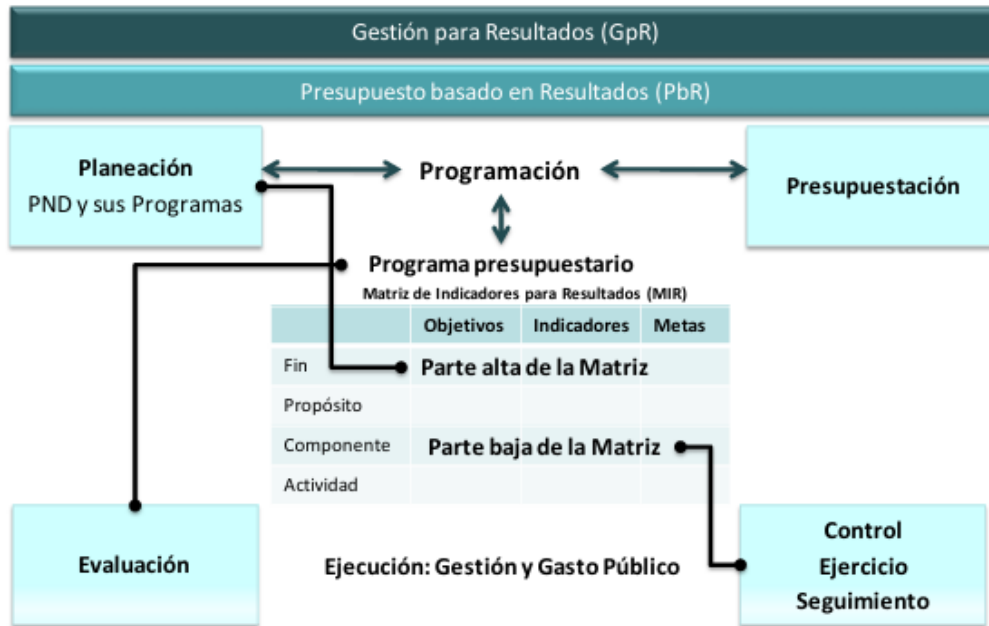 Gestión para Resultados (GpR)
Presupuesto basado en Resultados (PbR)
Planeación
PND y sus Programas
Programación
Presupuestación
Programa presupuestario
Matriz de Indicadores para Resultados (MIR)
Objetivos Indicadores Metas
Fin Parte alta de la Matriz
Propósito
Componente Parte baja de la Matriz
Actividad
Evaluación
Ejecución: Gestión y Gasto Público
Control
Ejercicio
Seguimiento